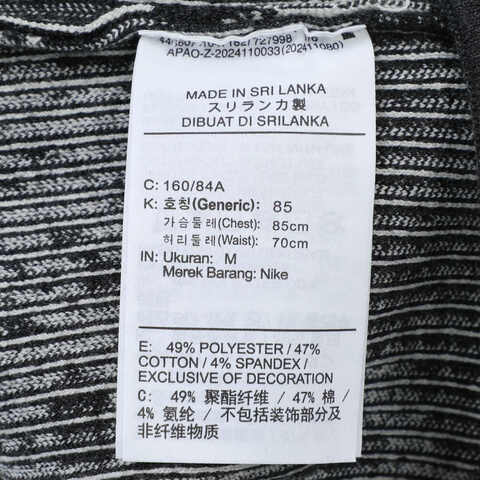 APAO-Z-2024110033(202411080)
MADE IN SRI LANKA
スリランカ製
DIBUAT DI SRILANKA
C: 160/84A
K: 호칭(Generic): 85
가슴둘레(Chest): 85cm
허리둘레(Waist): 70cm
IN: Ukuran: M
Merek Barang: Nike
E: 49% POLYESTER / 47%
COTTON / 4% SPANDEX /
EXCLUSIVE OF DECORATION
C: 49% 聚酯纤维 / 47% 棉 /
4% 氨纶 / 不包括装饰部分及
非纤维物质